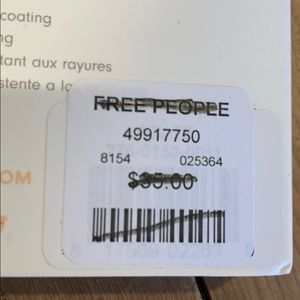 coating
ng
tant aux rayures
stente a lo
FREE PEOPLE
49917750
8154 025364
$35.00
OM